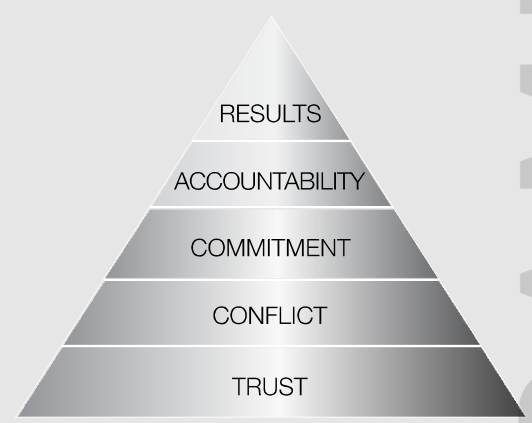 RESULTS
ACCOUNTABILITY
COMMITMENT
CONFLICT
TRUST